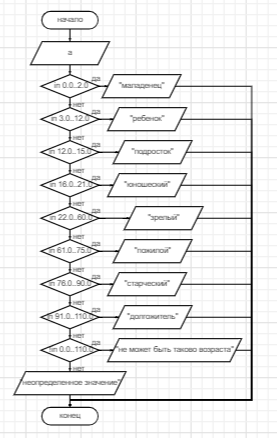 начало
a
in 0.0..2.0
да
"маладенец"
нет
in 3.0..12.0
да
"ребенок"
нет
in 12.0..15.0
да
"подросток"
нет
in 16.0..21.0
да
"юношеский"
нет
in 22.0..60.0
да
"зрелый"
нет
in 61.0..75.0
да
"пожилой"
нет
in 76.0..90.0
да
"старческий"
нет
in 91.0..110.0
да
"долгожитель"
нет
!in 0.0..110.0
да
"не может быть таково возраста"
нет
"неопределенное значение"
конец